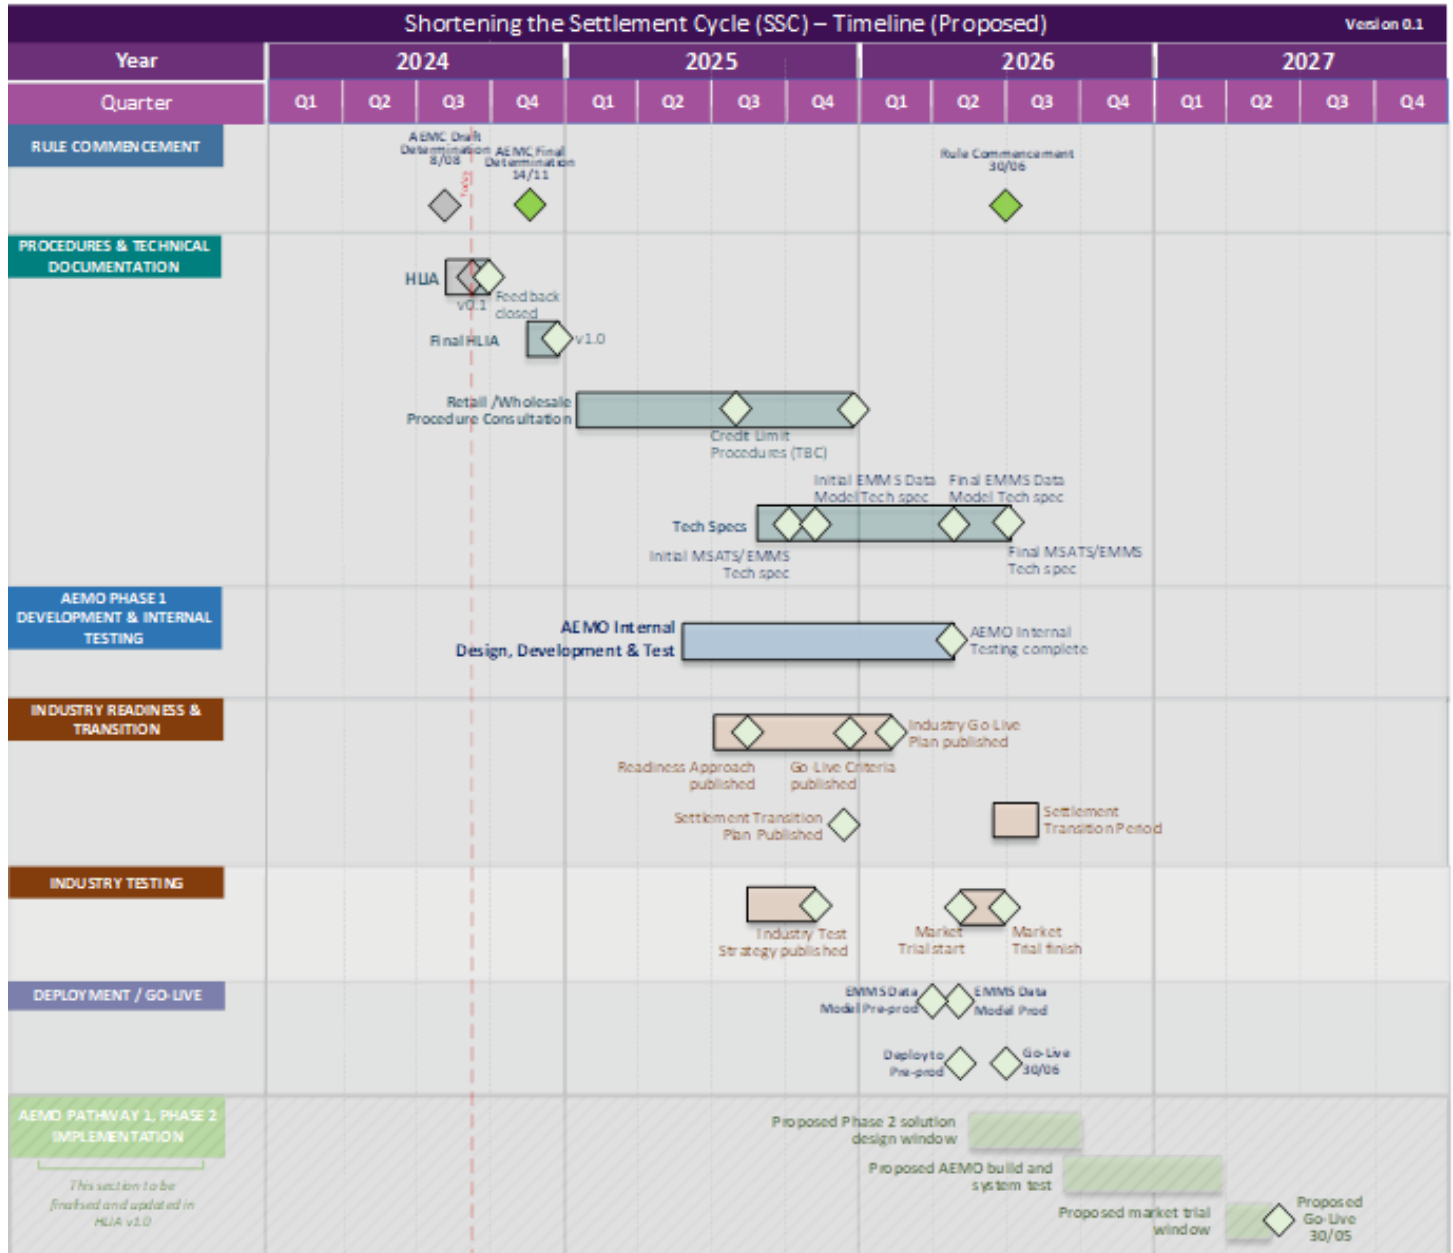 Shortening the Settlement Cycle (SSC) – Timeline (Proposed)
Version 0.1
Year
2024
2025
2026
2027
Quarter
Q1
Q2
Q3
Q4
Q1
Q2
Q3
Q4
Q1
Q2
Q3
Q4
Q1
Q2
Q3
Q4
RULE COMMENCEMENT
AEMC Draft
Determination
8/08
Today
AEMC Final
Determination
14/11
Rule Commencement
30/06
PROCEDURES & TECHNICAL
DOCUMENTATION
HLIA
v0.1
Feedback
closed
Final HLIA
v1.0
Retail /Wholesale
Procedure Consultation
Credit Limit
Procedures (TBC)
Initial EMMS Data
Model Tech spec
Final EMMS Data
Model Tech spec
Tech Specs
Initial MSATS/EMMS
Tech spec
Final MSATS/EMMS
Tech spec
AEMO PHASE 1
DEVELOPMENT & INTERNAL
TESTING
AEMO Internal
Design, Development & Test
AEMO Internal
Testing complete
INDUSTRY READINESS &
TRANSITION
Industry Go-Live
Plan published
Readiness Approach
published
Go-Live Criteria
published
Settlement Transition
Plan Published
Settlement
Transition Period
INDUSTRY TESTING
Industry Test
Strategy published
Market
Trial start
Market
Trial finish
DEPLOYMENT / GO-LIVE
EMMS Data
Model Pre-prod
EMMS Data
Model Prod
Deploy to
Pre-prod
Go-Live
30/06
AEMO PATHWAY 1, PHASE 2
IMPLEMENTATION
This section to be
finalised and updated in
HLIA v1.0
Proposed Phase 2 solution
design window
Proposed AEMO build and
system test
Proposed market trial
window
Proposed
Go-Live
30/05